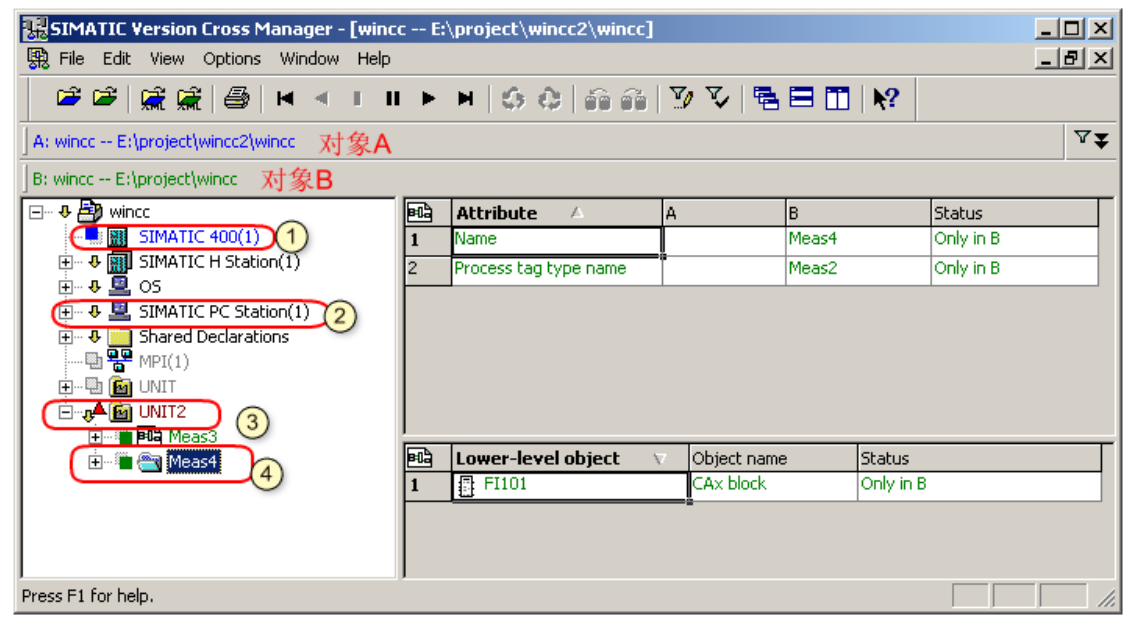 SIMATIC Version Cross Manager - [wincc -- E:\project\wincc2\wincc]
File Edit View Options Window Help
XML XML
A: wincc -- E:\project\wincc2\wincc 对象A
B: wincc -- E:\project\wincc 对象B
wincc
SIMATIC 400(1) 1
SIMATIC H Station(1)
OS
SIMATIC PC Station(1) 2
Shared Declarations
MPI(1)
UNIT
UNIT2 3
Meas3
Meas4 4
Attribute A B Status
1 Name Meas4 Only in B
2 Process tag type name Meas2 Only in B
Lower-level object Object name Status
1 FI101 CAx block Only in B
Press F1 for help.